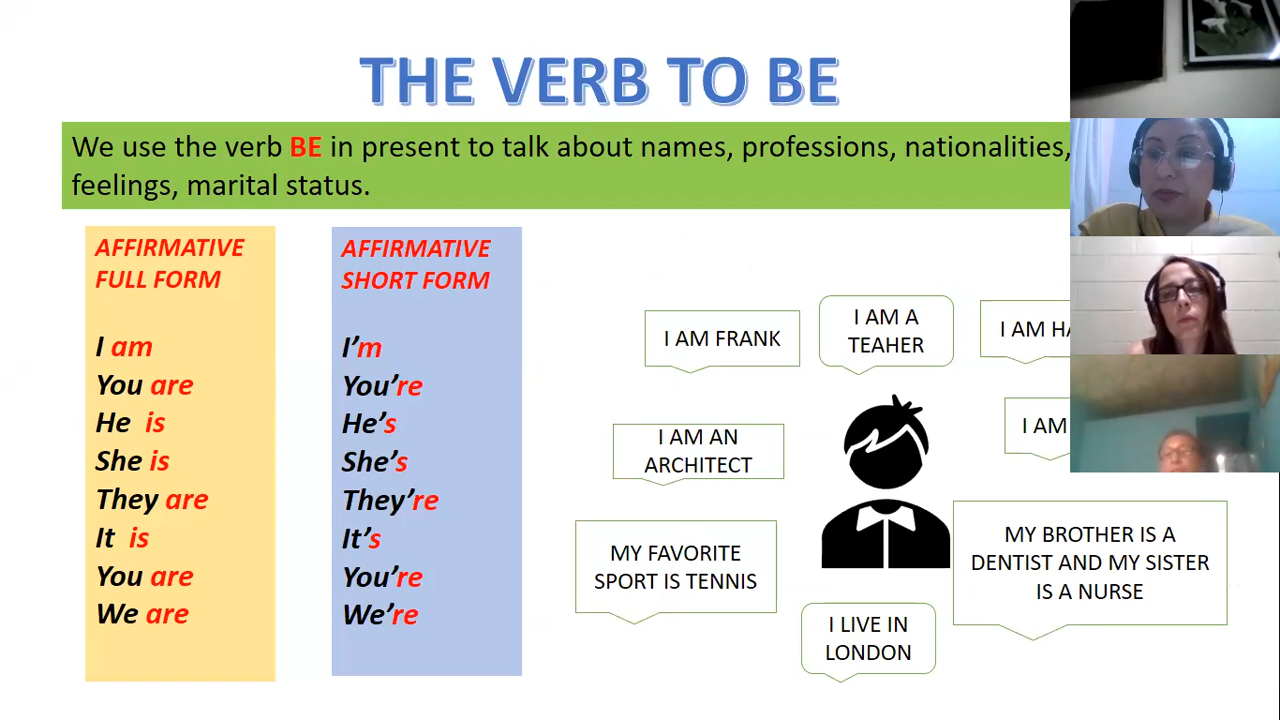 THE VERB TO BE
We use the verb BE in present to talk about names, professions, nationalities,
feelings, marital status.
AFFIRMATIVE
FULL FORM
I am
You are
He is
She is
They are
It is
You are
We are
AFFIRMATIVE
SHORT FORM
I’m
You’re
He’s
She’s
They’re
It’s
You’re
We’re
I AM FRANK
I AM A
TEAHER
I AM
I AM AN
ARCHITECT
I AM
MY FAVORITE
SPORT IS TENNIS
MY BROTHER IS A
DENTIST AND MY SISTER
IS A NURSE
I LIVE IN
LONDON